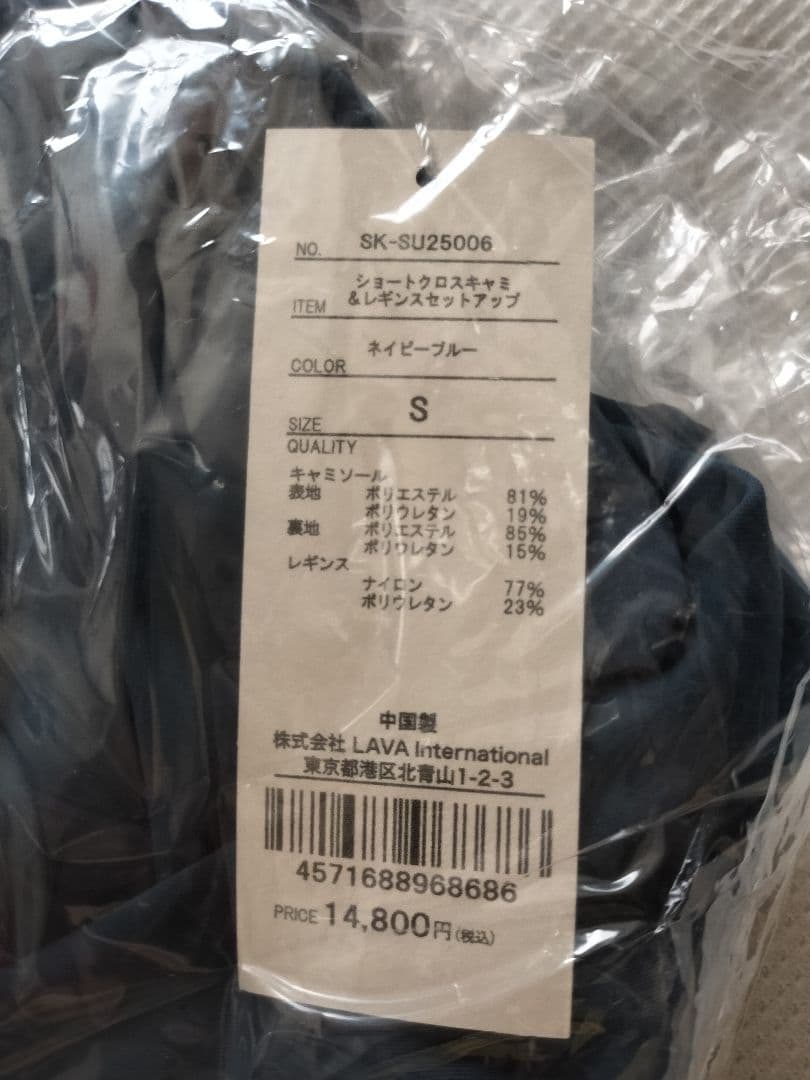 NO. SK-SU25006
ショートクロスキャミ
ITEM &レギンスセットアップ
ネイビーブルー
COLOR
SIZE S
QUALITY
キャミソール
表地 ポリエステル 81%
ポリウレタン 19%
裏地 ポリエステル 85%
ポリウレタン 15%
レギンス
ナイロン 77%
ポリウレタン 23%
中国製
株式会社 LAVA International
東京都港区北青山1-2-3
4571688968686
PRICE 14,800円(税込)